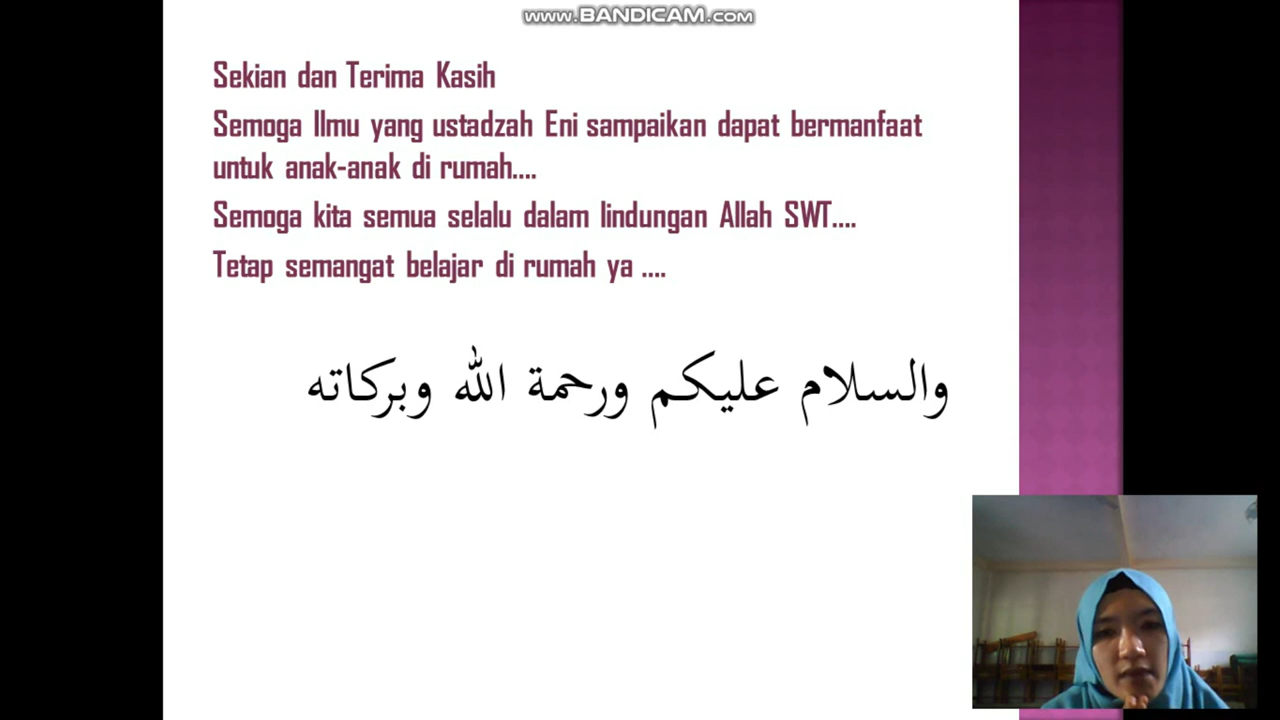 www.BANDICAM.com
Sekian dan Terima Kasih
Semoga Ilmu yang ustadzah Eni sampaikan dapat bermanfaat
untuk anak-anak di rumah....
Semoga kita semua selalu dalam lindungan Allah SWT....
Tetap semangat belajar di rumah ya ....
والسلام عليكم ورحمة الله وبركاته